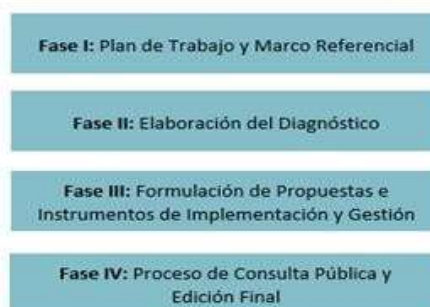 Fase I: Plan de Trabajo y Marco Referencial
Fase II: Elaboración del Diagnóstico
Fase III: Formulación de Propuestas e
Instrumentos de Implementación y Gestión
Fase IV: Proceso de Consulta Pública y
Edición Final